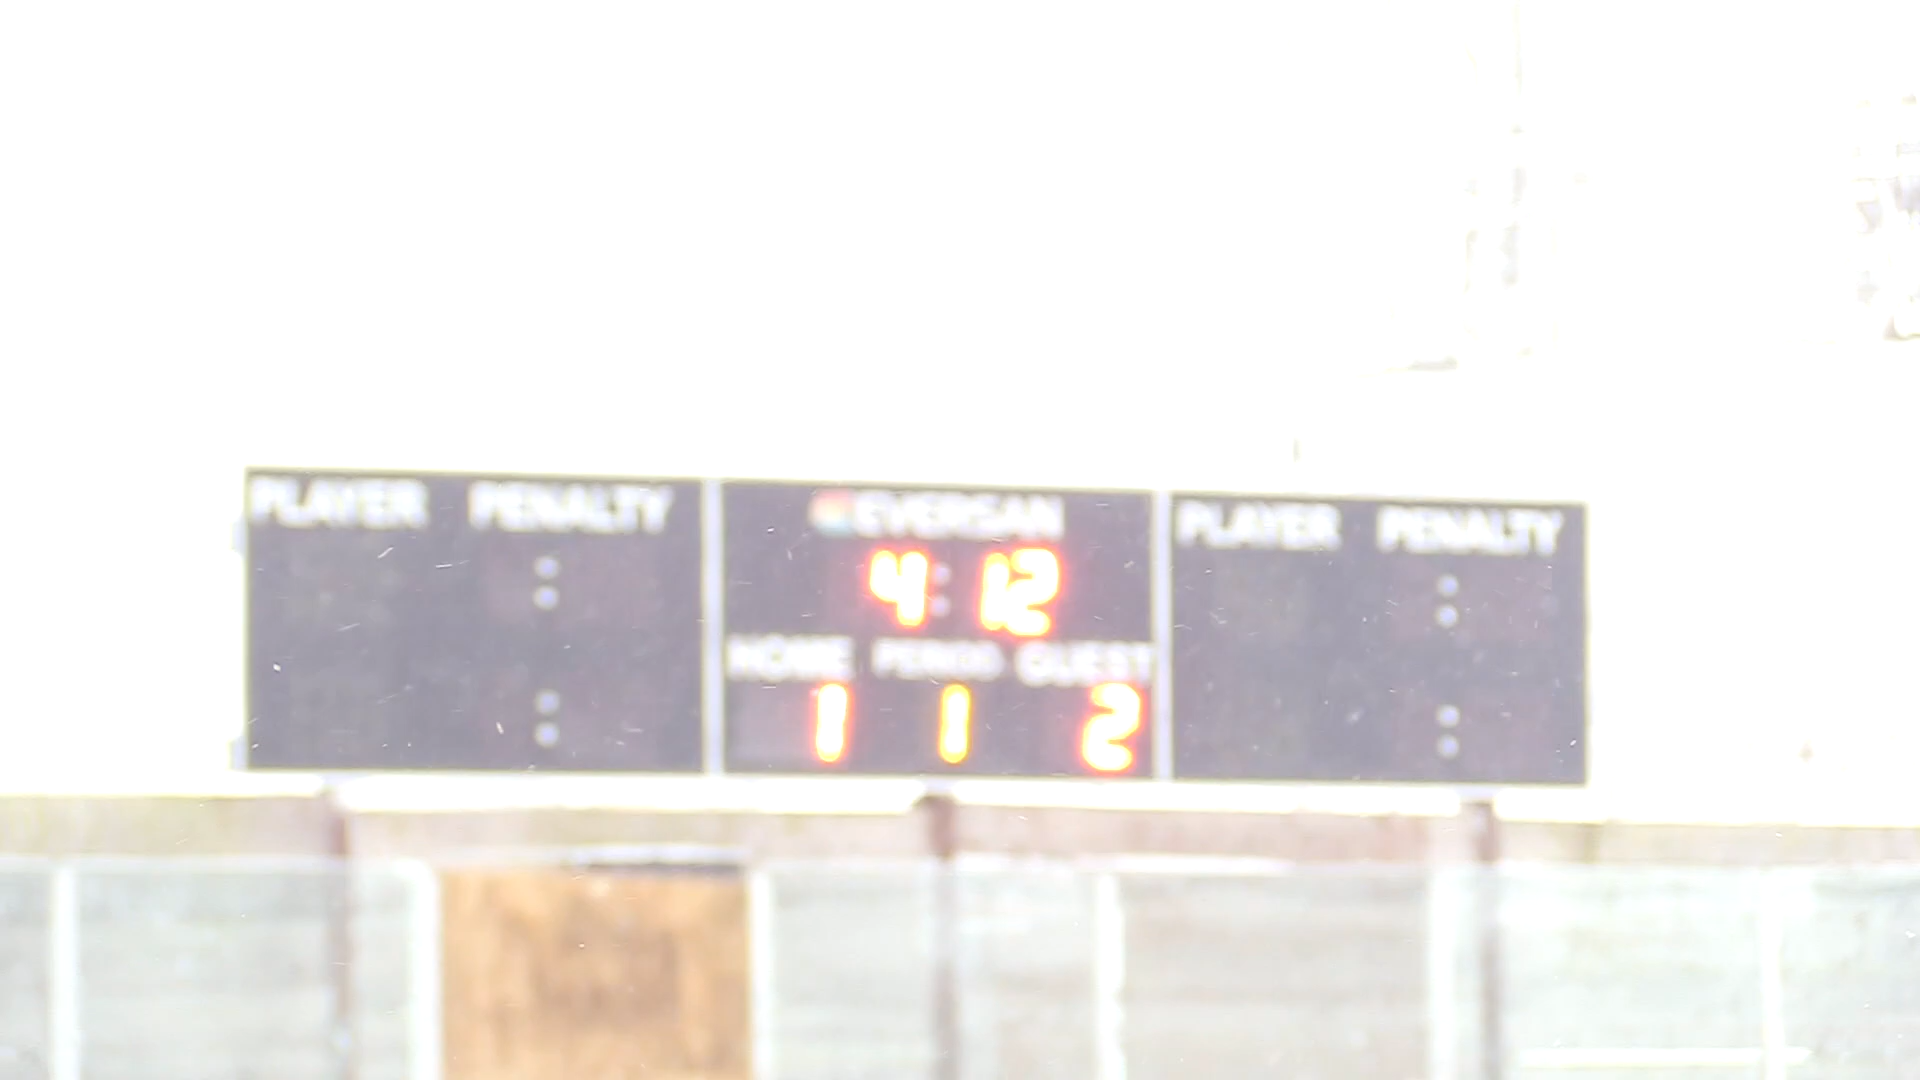 PLAYER PENALTY EVERSAN PLAYER PENALTY
4:12
HOME PERIOD GUEST
1 1 2